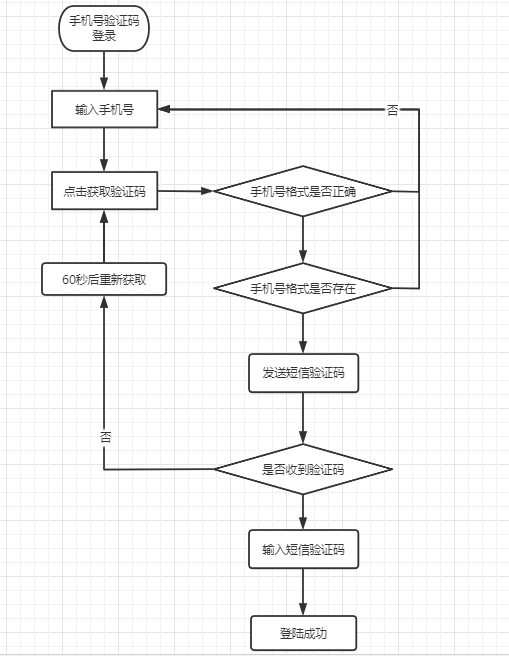 手机号验证码
登录
输入手机号
否
点击获取验证码
手机号格式是否正确
60秒后重新获取
手机号格式是否存在
发送短信验证码
否
是否收到验证码
输入短信验证码
登陆成功